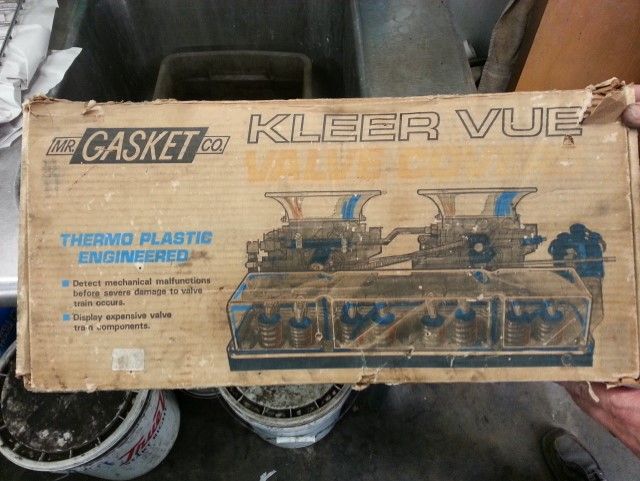 MR. GASKET CO.
KLEER VUE
VALVE
THERMO PLASTIC
ENGINEERED
Detect mechanical malfunctions
before severe damage to valve
train occurs.
Display expensive valve
train components.